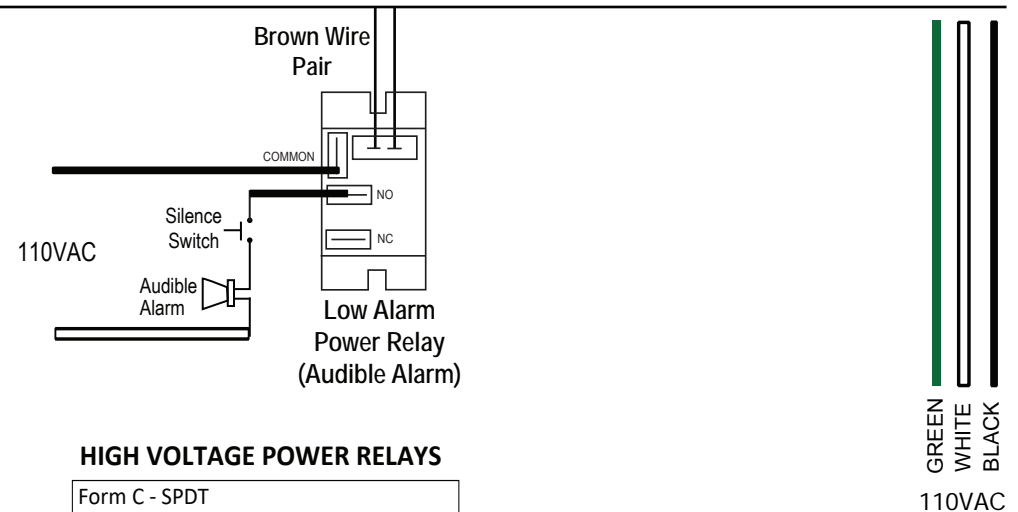 Brown Wire
Pair
COMMON
NO
Silence
Switch
NC
110VAC
Audible
Alarm
Low Alarm
Power Relay
(Audible Alarm)
HIGH VOLTAGE POWER RELAYS
Form C - SPDT
GREEN
WHITE
BLACK
110VAC